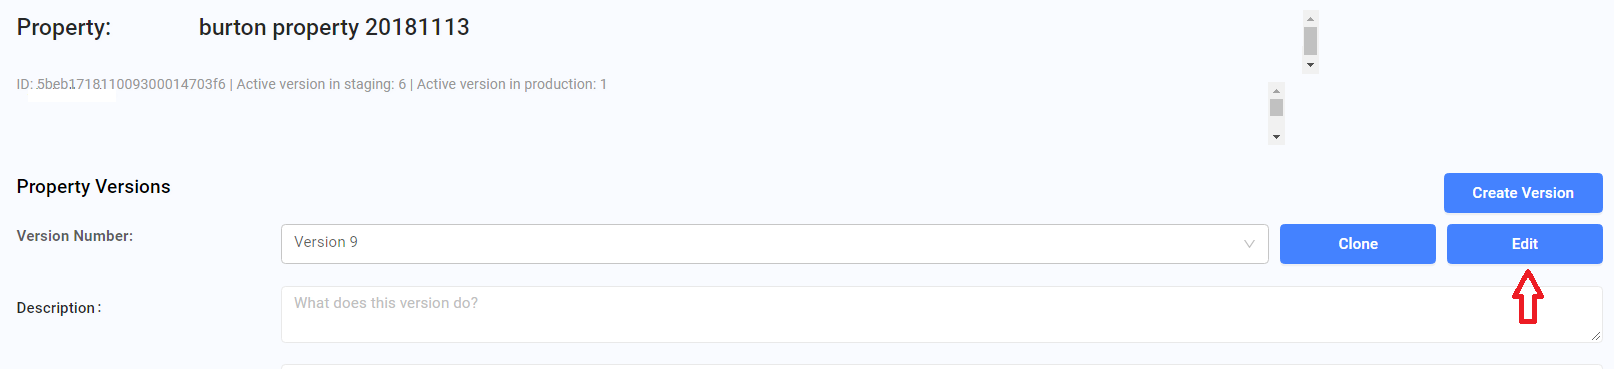 Property: burton property 20181113
ID: 5beb171811009300014703f6 | Active version in staging: 6 | Active version in production: 1
Property Versions
Create Version
Version Number:
Version 9
Clone
Edit
Description:
What does this version do?